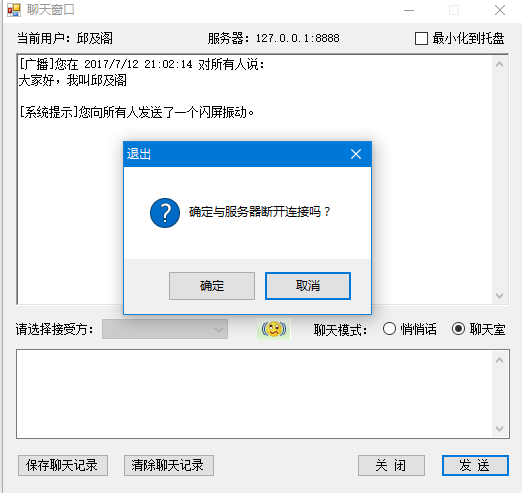 聊天窗口
当前用户：邱及阁 服务器：127.0.0.1:8888 最小化到托盘
[广播]您在 2017/7/12 21:02:14 对所有人说：
大家好，我叫邱及阁
[系统提示]您向所有人发送了一个闪屏振动。
退出
确定与服务器断开连接吗？
确定 取消
请选择接受方： 聊天模式： 悄悄话 聊天室
保存聊天记录 清除聊天记录 关 闭 发 送